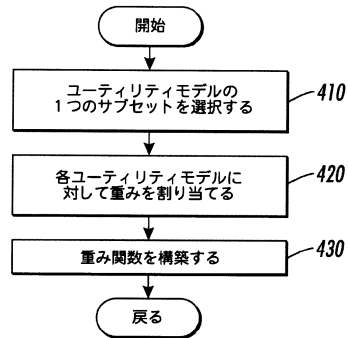 開始
ユーティリティモデルの
1つのサブセットを選択する
410
各ユーティリティモデルに
対して重みを割り当てる
420
重み関数を構築する
430
戻る